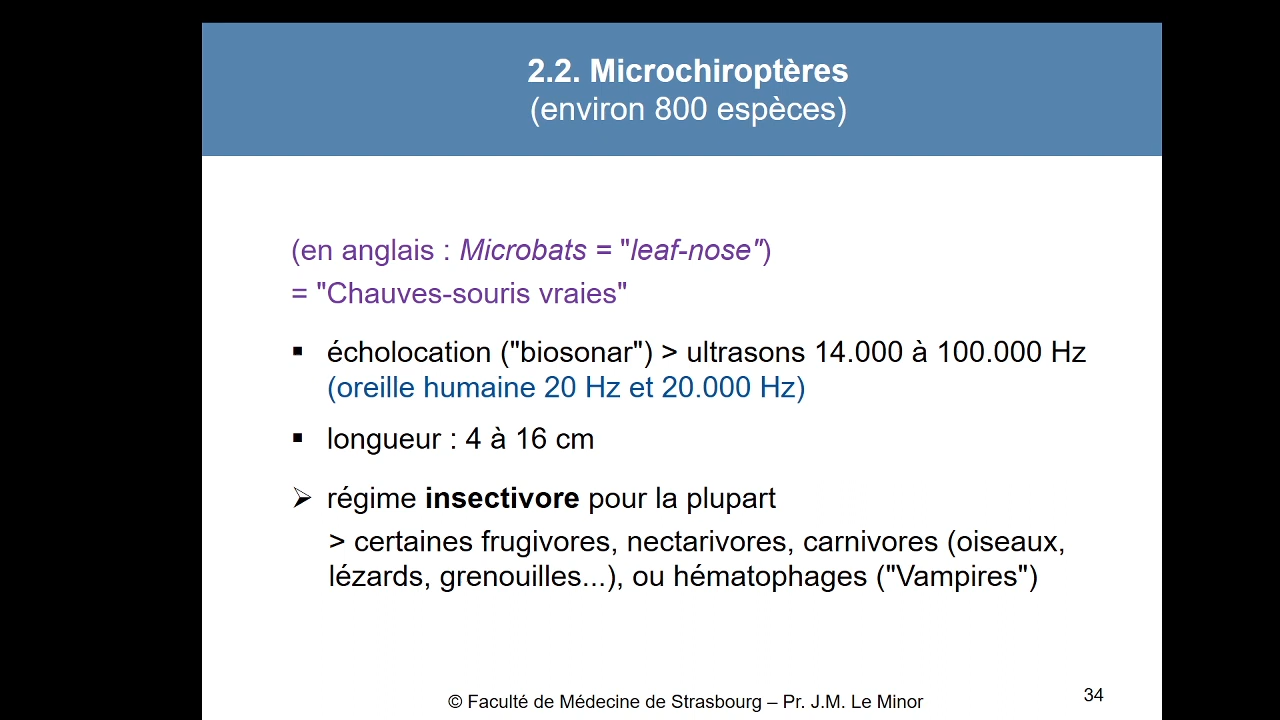 2.2. Microchiroptères
(environ 800 espèces)
(en anglais : Microbats = "leaf-nose")
= "Chauves-souris vraies"
▪ écholocation ("biosonar") > ultrasons 14.000 à 100.000 Hz
(oreille humaine 20 Hz et 20.000 Hz)
▪ longueur : 4 à 16 cm
➢ régime insectivore pour la plupart
> certaines frugivores, nectarivores, carnivores (oiseaux,
lézards, grenouilles...), ou hématophages ("Vampires")
© Faculté de Médecine de Strasbourg – Pr. J.M. Le Minor
34